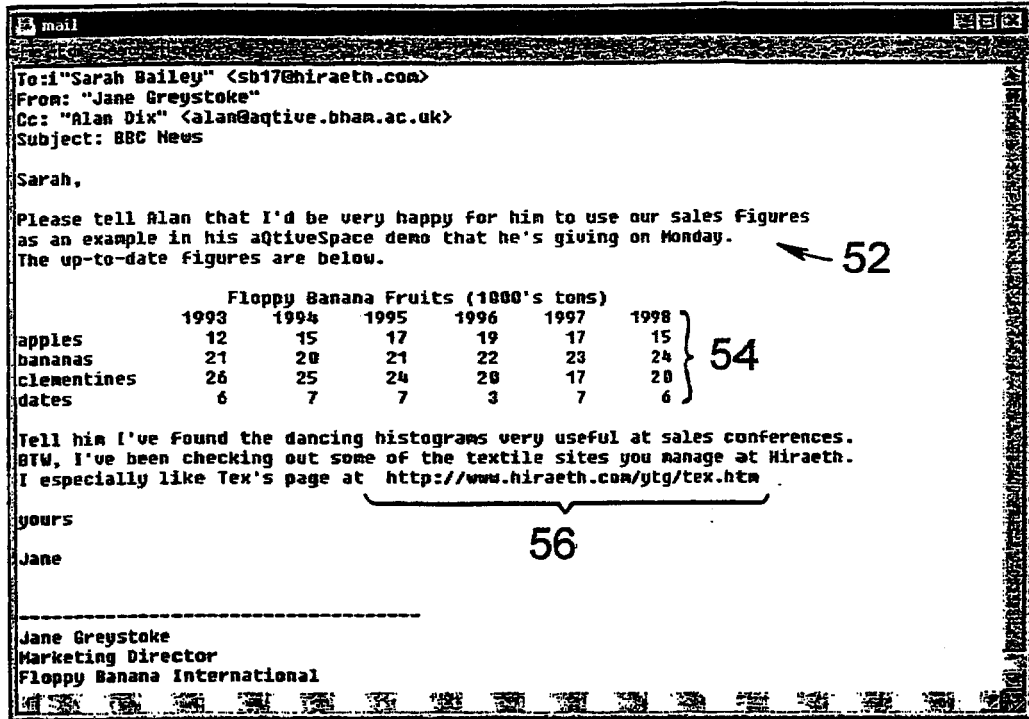 mail
To:i"Sarah Bailey" <sb17@hiraeth.com>
From: "Jane Greystoke"
Cc: "Alan Dix" <alan@aqtive.bham.ac.uk>
Subject: BBC News
Sarah,
Please tell Alan that I'd be very happy for him to use our sales figures
as an example in his aQtiveSpace demo that he's giving on Monday.
The up-to-date figures are below.
52
Floppy Banana Fruits (1000's tons)
1993 1994 1995 1996 1997 1998
apples 12 15 17 19 17 15
bananas 21 20 21 22 23 24
clementines 26 25 24 20 17 20
dates 6 7 7 3 7 6
54
Tell him I've found the dancing histograms very useful at sales conferences.
BTW, I've been checking out some of the textile sites you manage at Hiraeth.
I especially like Tex's page at http://www.hiraeth.com/ytg/tex.htm
56
yours
Jane
----------------------------------------
Jane Greystoke
Marketing Director
Floppy Banana International